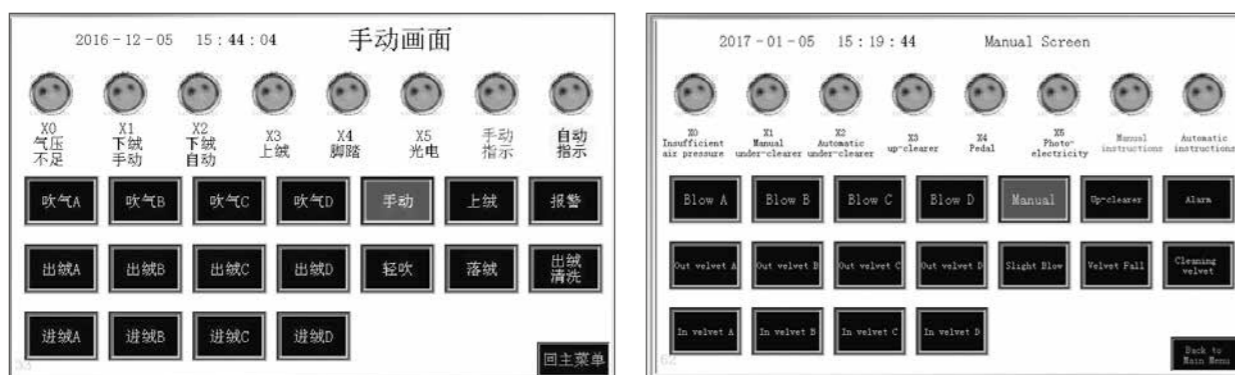 2016-12-05 15:44:04 手动画面
X0 X1 X2 X3 X4 X5 手动 自动
气压 下绒 下绒 上绒 脚踏 光电 指示 指示
不足 手动 自动
吹气A 吹气B 吹气C 吹气D 手动 上绒 报警
出绒A 出绒B 出绒C 出绒D 轻吹 落绒 出绒
清洗
进绒A 进绒B 进绒C 进绒D
回主菜单
53
2017-01-05 15:19:44 Manual Screen
X0 X1 X2 X3 X4 X5 Manual Automatic
Insufficient Manual Automatic up-clearer Pedal Photo- instructions instructions
air pressure under-clearer under-clearer electricity
Blow A Blow B Blow C Blow D Manual Up-clearer Alarm
Out velvet A Out velvet B Out velvet C Out velvet D Slight Blow Velvet Fall Cleaning
velvet
In velvet A In velvet B In velvet C In velvet D
Back to
Main Menu
62